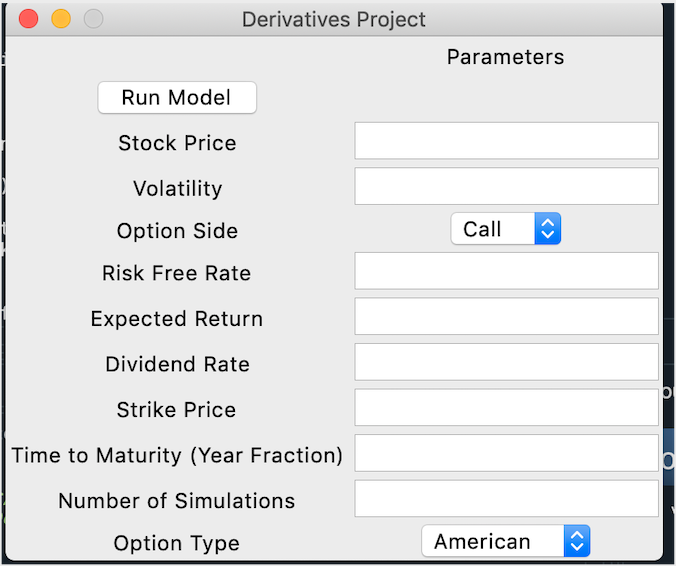 Derivatives Project
Parameters
Run Model
Stock Price
Volatility
Option Side Call
Risk Free Rate
Expected Return
Dividend Rate
Strike Price
Time to Maturity (Year Fraction)
Number of Simulations
Option Type American